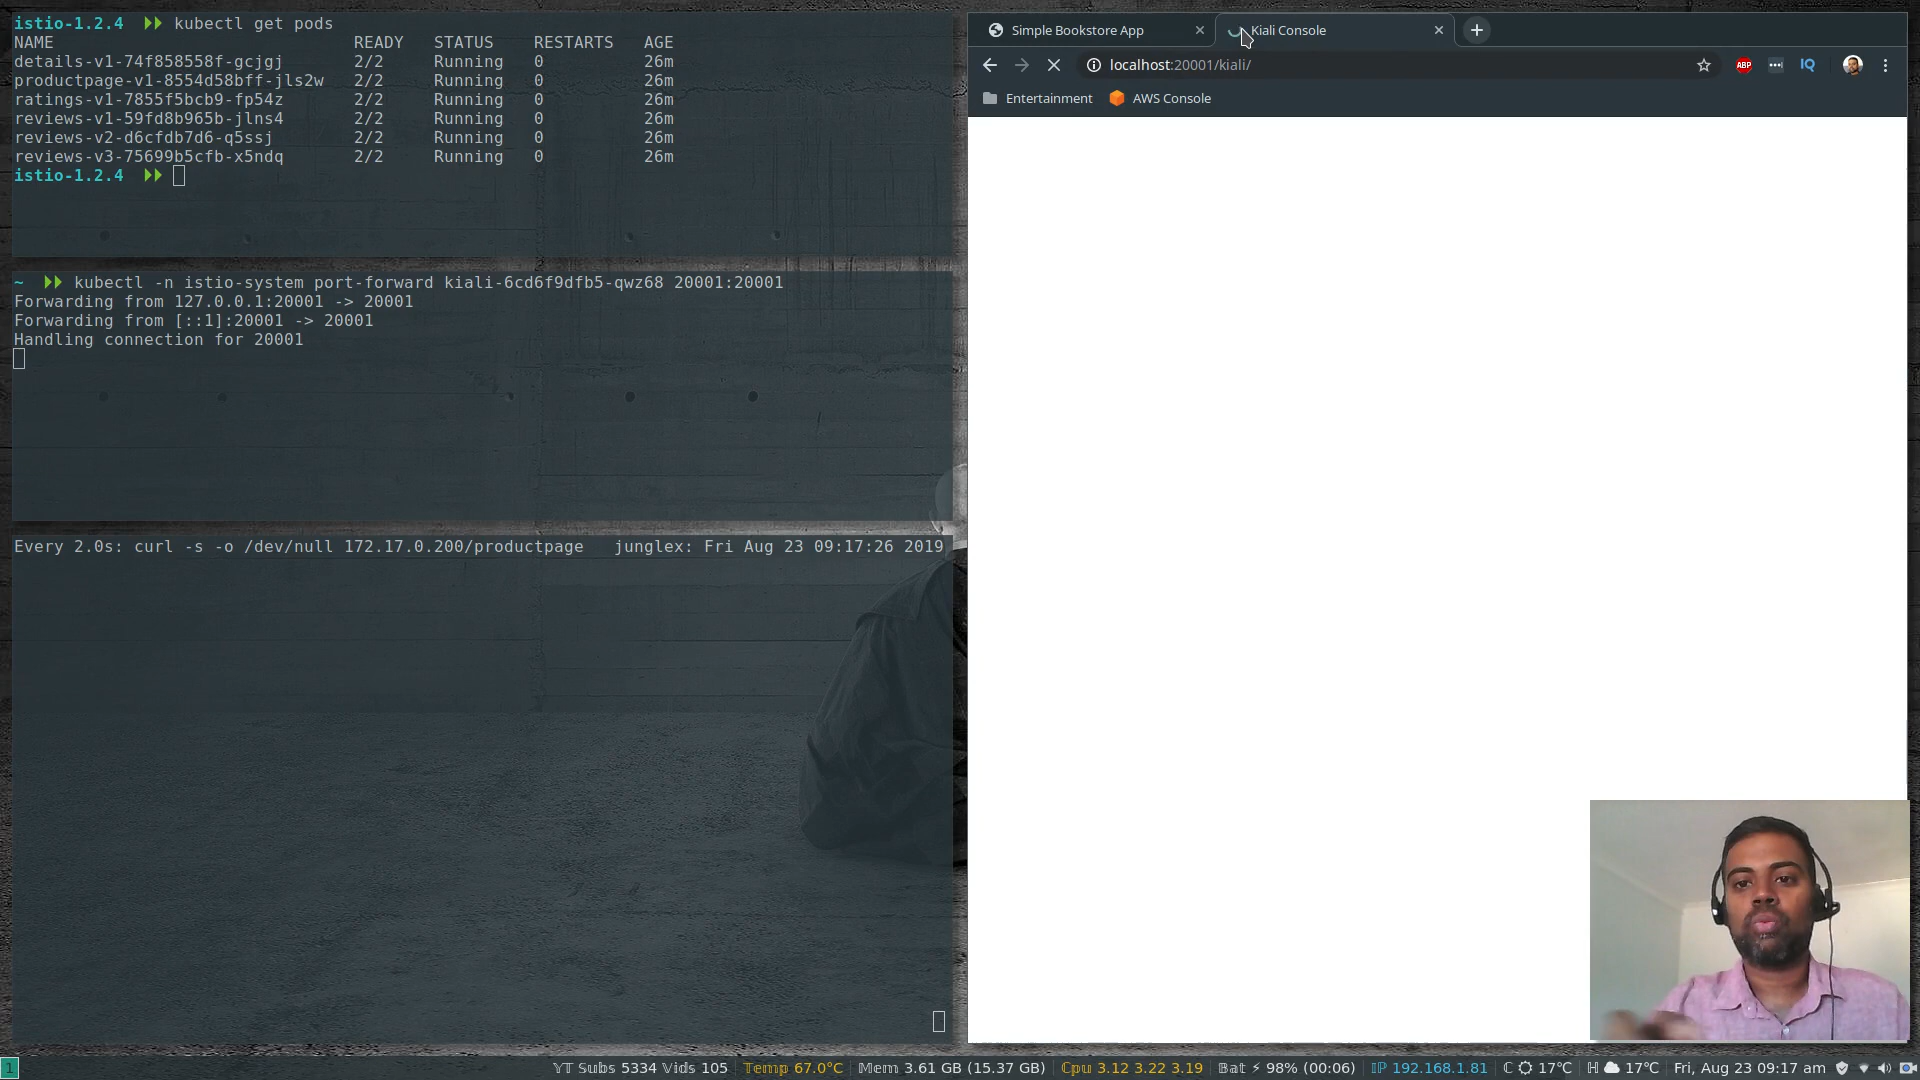 istio-1.2.4 kubectl get pods
NAME READY STATUS RESTARTS AGE
details-v1-74f858558f-gcjgj 2/2 Running 0 26m
productpage-v1-8554d58bff-jls2w 2/2 Running 0 26m
ratings-v1-7855f5bcb9-fp54z 2/2 Running 0 26m
reviews-v1-59fd8b965b-jlns4 2/2 Running 0 26m
reviews-v2-d6cfdb7d6-q5ssj 2/2 Running 0 26m
reviews-v3-75699b5cfb-x5ndq 2/2 Running 0 26m
istio-1.2.4
~ kubectl -n istio-system port-forward kiali-6cd6f9dfb5-qwz68 20001:20001
Forwarding from 127.0.0.1:20001 -> 20001
Forwarding from [::1]:20001 -> 20001
Handling connection for 20001
Every 2.0s: curl -s -o /dev/null 172.17.0.200/productpage junglex: Fri Aug 23 09:17:26 2019
Simple Bookstore App
Kiali Console
localhost:20001/kiali/
ABP
IQ
Entertainment
AWS Console
1
YT Subs 5334 Vids 105
Temp 67.0°C
Mem 3.61 GB (15.37 GB)
Cpu 3.12 3.22 3.19
Bat ⚡ 98% (00:06)
IP 192.168.1.81
C 17°C
H 17°C
Fri, Aug 23 09:17 am